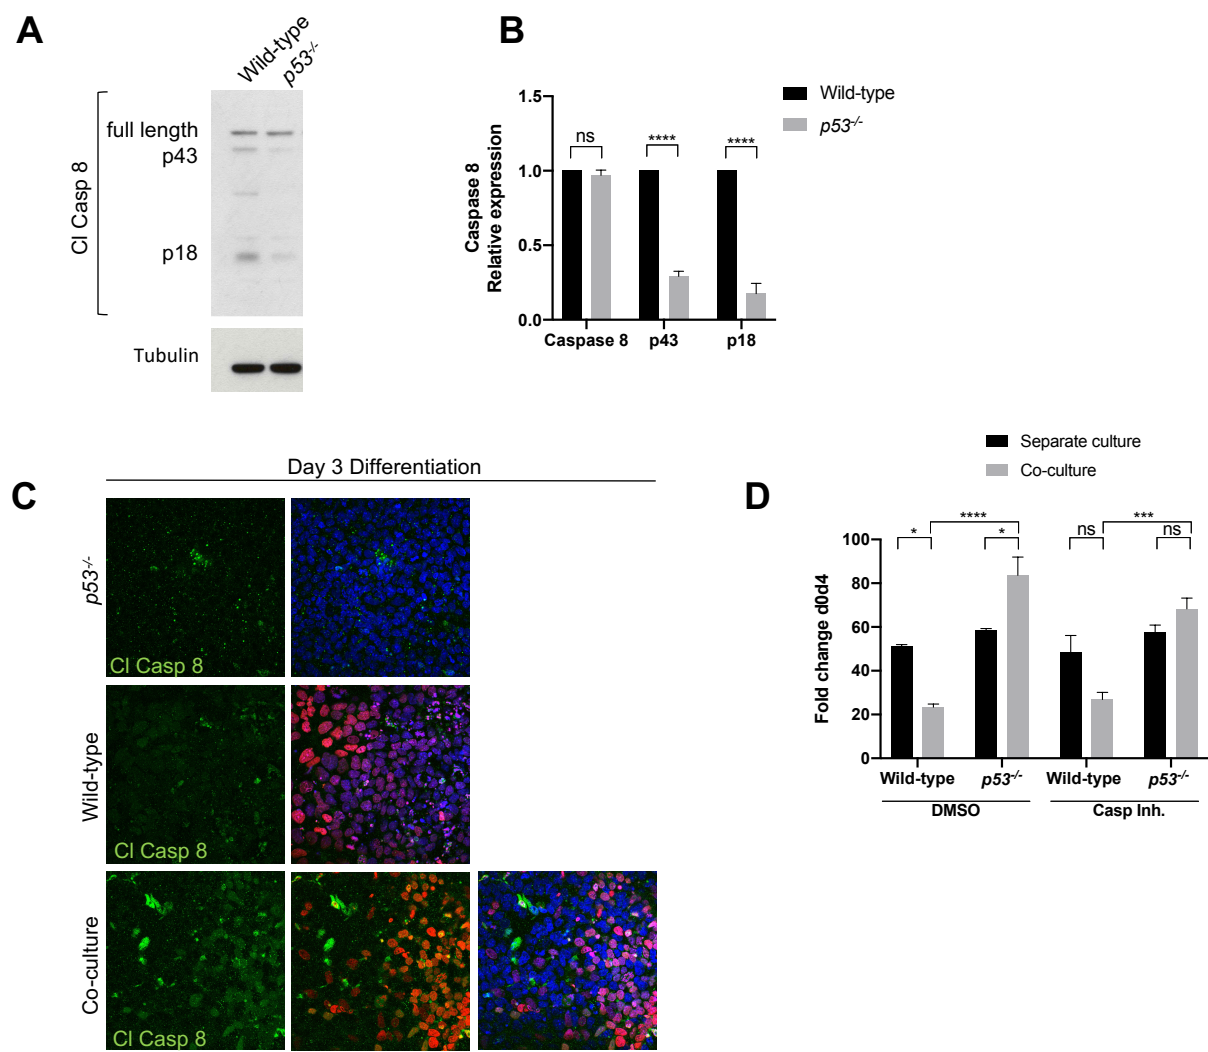 A
Wild-type
p53-/-
Cl Casp 8
full length
p43
p18
Tubulin
B
Wild-type
p53-/-
Caspase 8
Relative expression
1.5
1.0
0.5
0.0
ns
****
****
Caspase 8
p43
p18
C
Day 3 Differentiation
p53-/-
Cl Casp 8
Wild-type
Cl Casp 8
Co-culture
Cl Casp 8
D
Separate culture
Co-culture
Fold change d0d4
100
80
60
40
20
0
*
****
*
ns
***
ns
Wild-type
p53-/-
Wild-type
p53-/-
DMSO
Casp Inh.